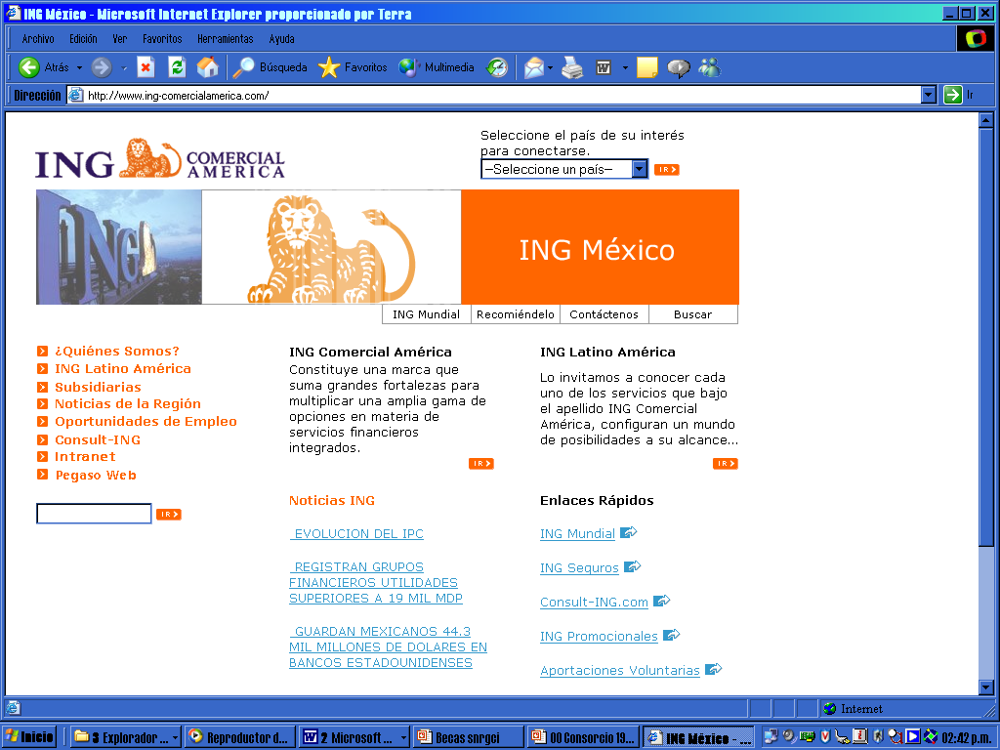 ING México - Microsoft Internet Explorer proporcionado por Terra
Archivo Edición Ver Favoritos Herramientas Ayuda
Atrás Búsqueda Favoritos Multimedia
Dirección http://www.ing-comercialamerica.com/ Ir
ING COMERCIAL AMERICA
Seleccione el país de su interés
para conectarse.
--Seleccione un país-- IR
ING
ING México
ING Mundial Recomiéndelo Contáctenos Buscar
¿Quiénes Somos?
ING Latino América
Subsidiarias
Noticias de la Región
Oportunidades de Empleo
Consult-ING
Intranet
Pegaso Web
IR
ING Comercial América
Constituye una marca que
suma grandes fortalezas para
multiplicar una amplia gama de
opciones en materia de
servicios financieros
integrados.
IR
ING Latino América
Lo invitamos a conocer cada
uno de los servicios que bajo
el apellido ING Comercial
América, configuran un mundo
de posibilidades a su alcance...
IR
Noticias ING
EVOLUCION DEL IPC
REGISTRAN GRUPOS
FINANCIEROS UTILIDADES
SUPERIORES A 19 MIL MDP
GUARDAN MEXICANOS 44.3
MIL MILLONES DE DOLARES EN
BANCOS ESTADOUNIDENSES
Enlaces Rápidos
ING Mundial
ING Seguros
Consult-ING.com
ING Promocionales
Aportaciones Voluntarias
Internet
Inicio 3 Explorador ... Reproductor d... 2 Microsoft ... Becas snrgci 00 Consorcio 19... ING México - ... 02:42 p.m.